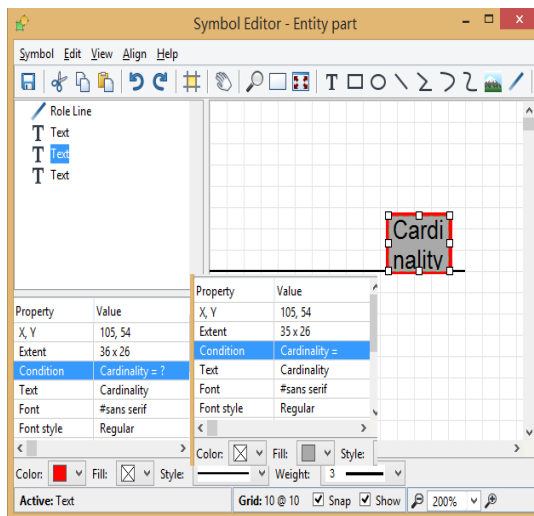 Symbol Editor - Entity part
Symbol Edit View Align Help
T
Role Line
T Text
T Text
T Text
Cardi
nality
Property Value
X, Y 105, 54
Extent 36 x 26
Condition Cardinality = ?
Text Cardinality
Font #sans serif
Font style Regular
Property Value
X, Y 105, 54
Extent 35 x 26
Condition Cardinality =
Text Cardinality
Font #sans serif
Font style Regular
Color: Fill: Style:
Color: Fill: Style: Weight: 3
Active: Text Grid: 10 @ 10 Snap Show 200%